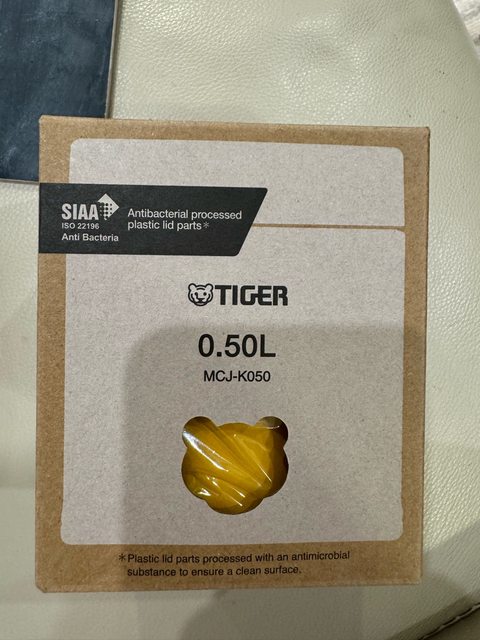 SIAA
ISO 22196
Anti Bacteria
Antibacterial processed
plastic lid parts*
TIGER
0.50L
MCJ-K050
*Plastic lid parts processed with an antimicrobial
substance to ensure a clean surface.